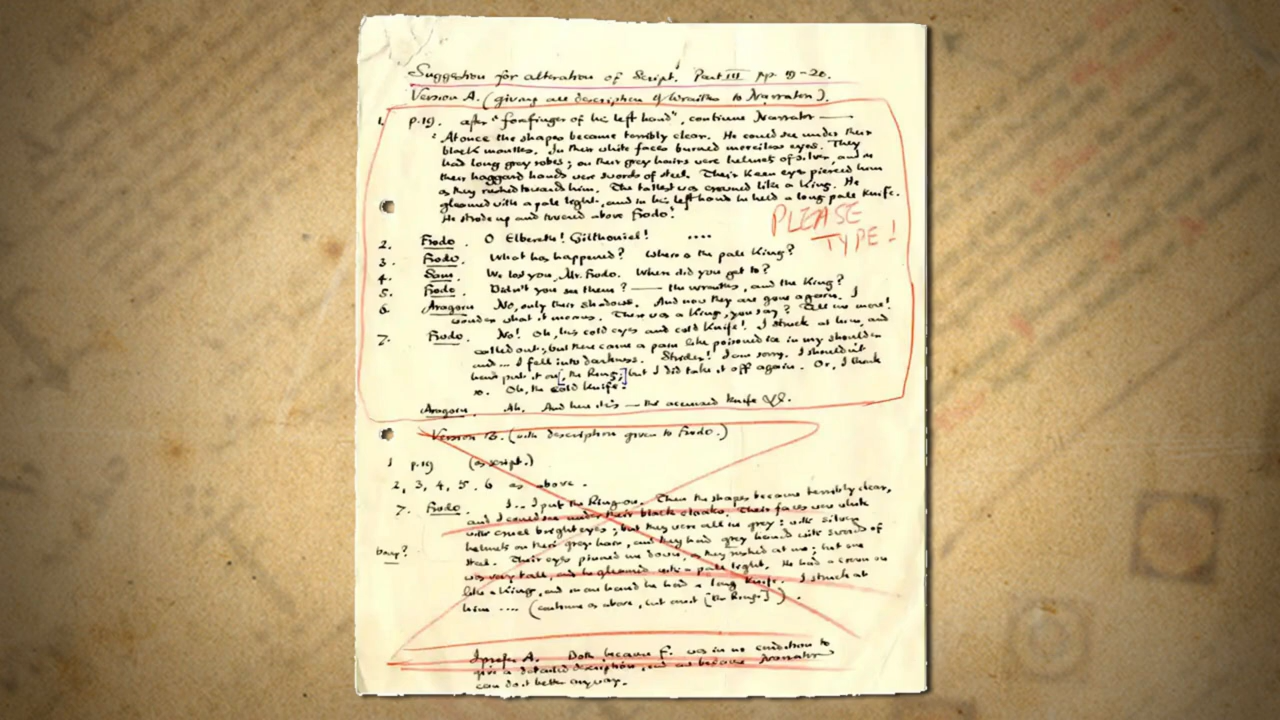 Suggestion for alteration of Script. Part III pp. 19-20.
Version A. (giving all description of Wraiths to Narrator).
1. p.19. after "forefinger of his left hand", continue Narrator —
: At once the shapes became terribly clear. He could see under their
black mantles. In their white faces burned merciless eyes. They
had long grey robes; on their grey hairs were helmets of silver, and in
their haggard hands were swords of steel. Their keen eyes pierced him
as they rushed toward him. The tallest was crowned like a King. He
gleamed with a pale light, and in his left hand he held a long pale knife.
He strode up and towered above Frodo.
PLEASE
TYPE!
2. Frodo. O Elbereth! Gilthoniel! ....
3. Frodo. What has happened? Where is the pale King?
4. Sam. We lost you, Mr. Frodo. Where did you get to?
5. Frodo. Didn't you see them? — the wraiths, and the King?
6. Aragorn No, only their shadows. And now they are gone again. I
wonder what it means. There was a King, you say? Tell me more!
7. Frodo. No! Oh, his cold eyes and cold knife! I struck at him, and
called out; but there came a pain like poisoned ice in my shoulder
and ... I fell into darkness. Strider! I am sorry. I shouldn't
have put it on [, the Ring;] but I did take it off again. Or, I think
so. Oh, the cold knife.
Aragorn. Ah. And here it is — the accursed knife &c.
Version B. (with description given to Frodo.)
1 p.19 (as script.)
2, 3, 4, 5, 6 as above.
7. Frodo. I... I put the Ring on. Then the shapes became terribly clear,
and I could see under their black cloaks. Their faces were white
with cruel bright eyes; but they were all in grey: with silver
helmets on their grey hair, and they had grey hands with swords of
steel. Their eyes pinned me down, as they rushed at me; but one
was very tall, and he gleamed with a pale light. He had a crown on
like a King, and in one hand he had a long knife. I struck at
him .... (continue as above, but omit [the Ring;]).
I prefer A. Both because F. was in no condition to
give a detailed description, and because Narrator
can do it better anyway.